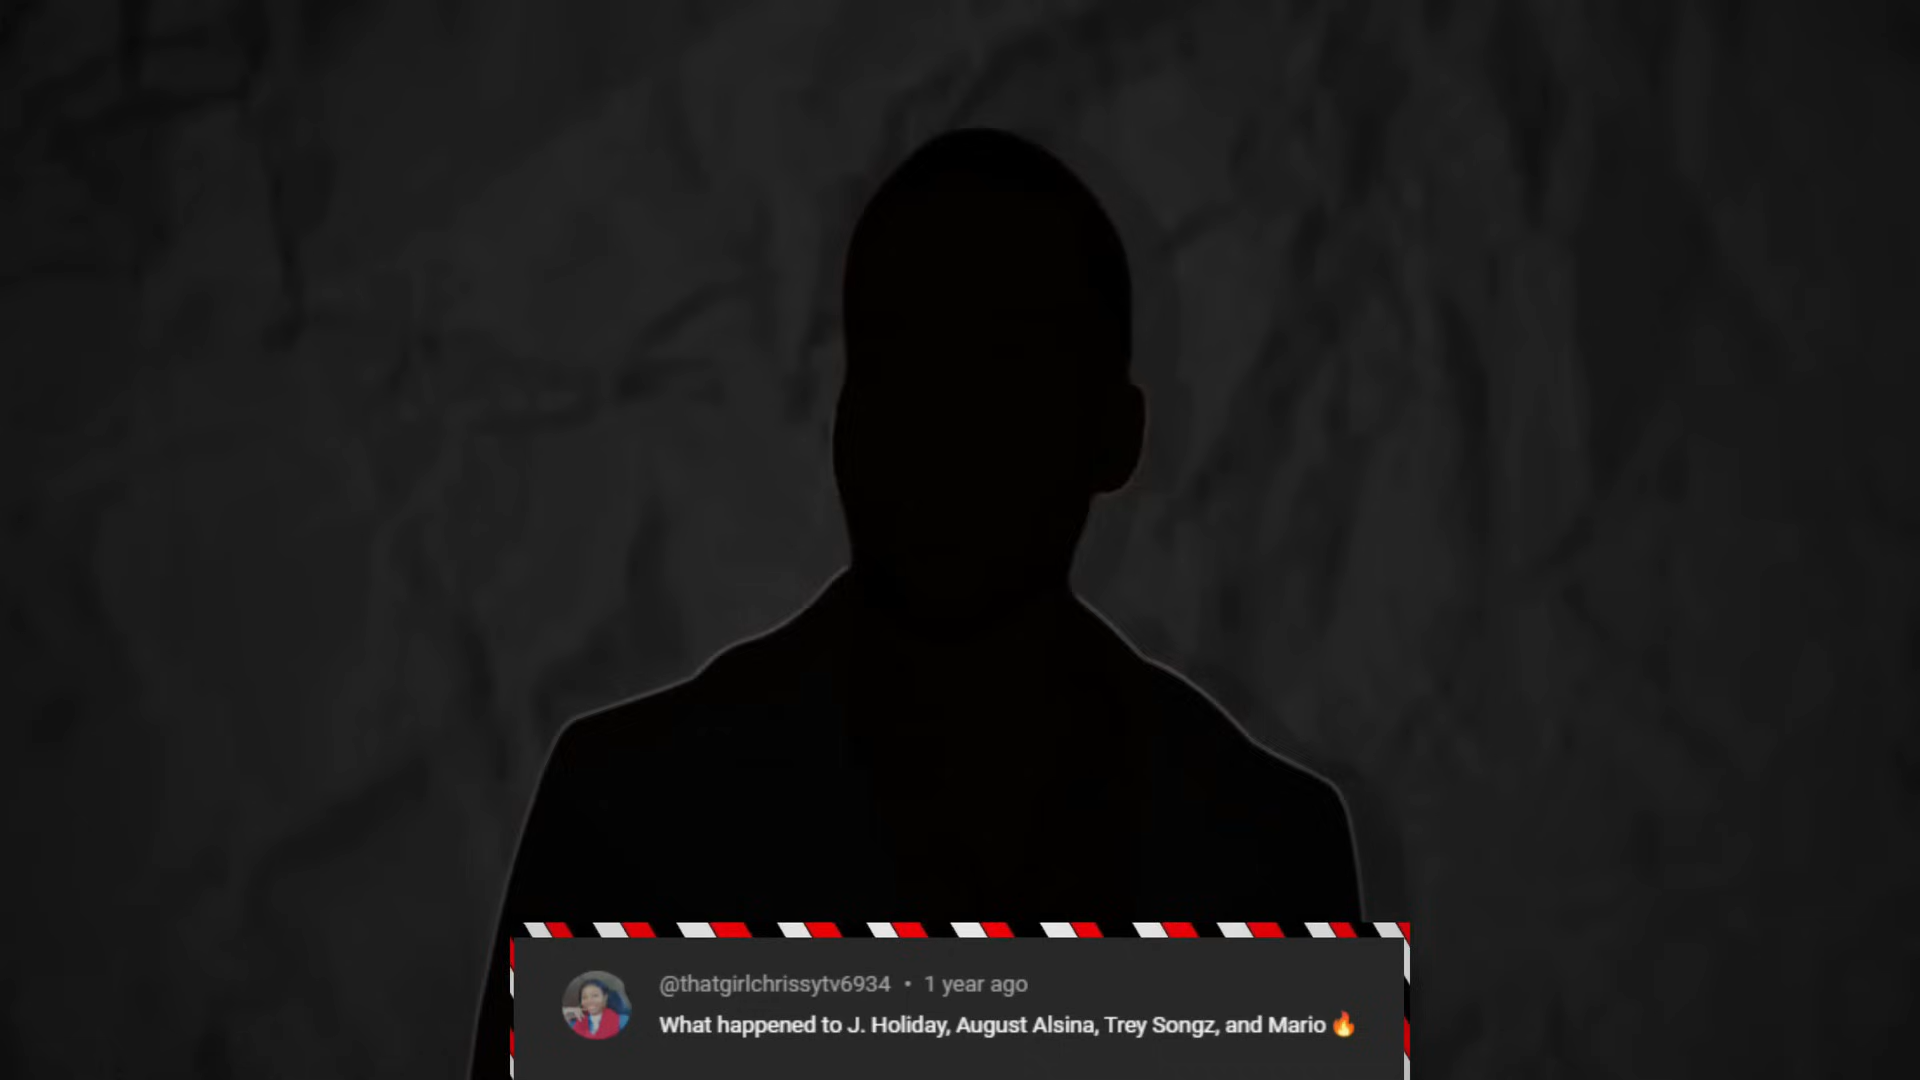 @thatgirlchrissytv6934 • 1 year ago
What happened to J. Holiday, August Alsina, Trey Songz, and Mario 🔥